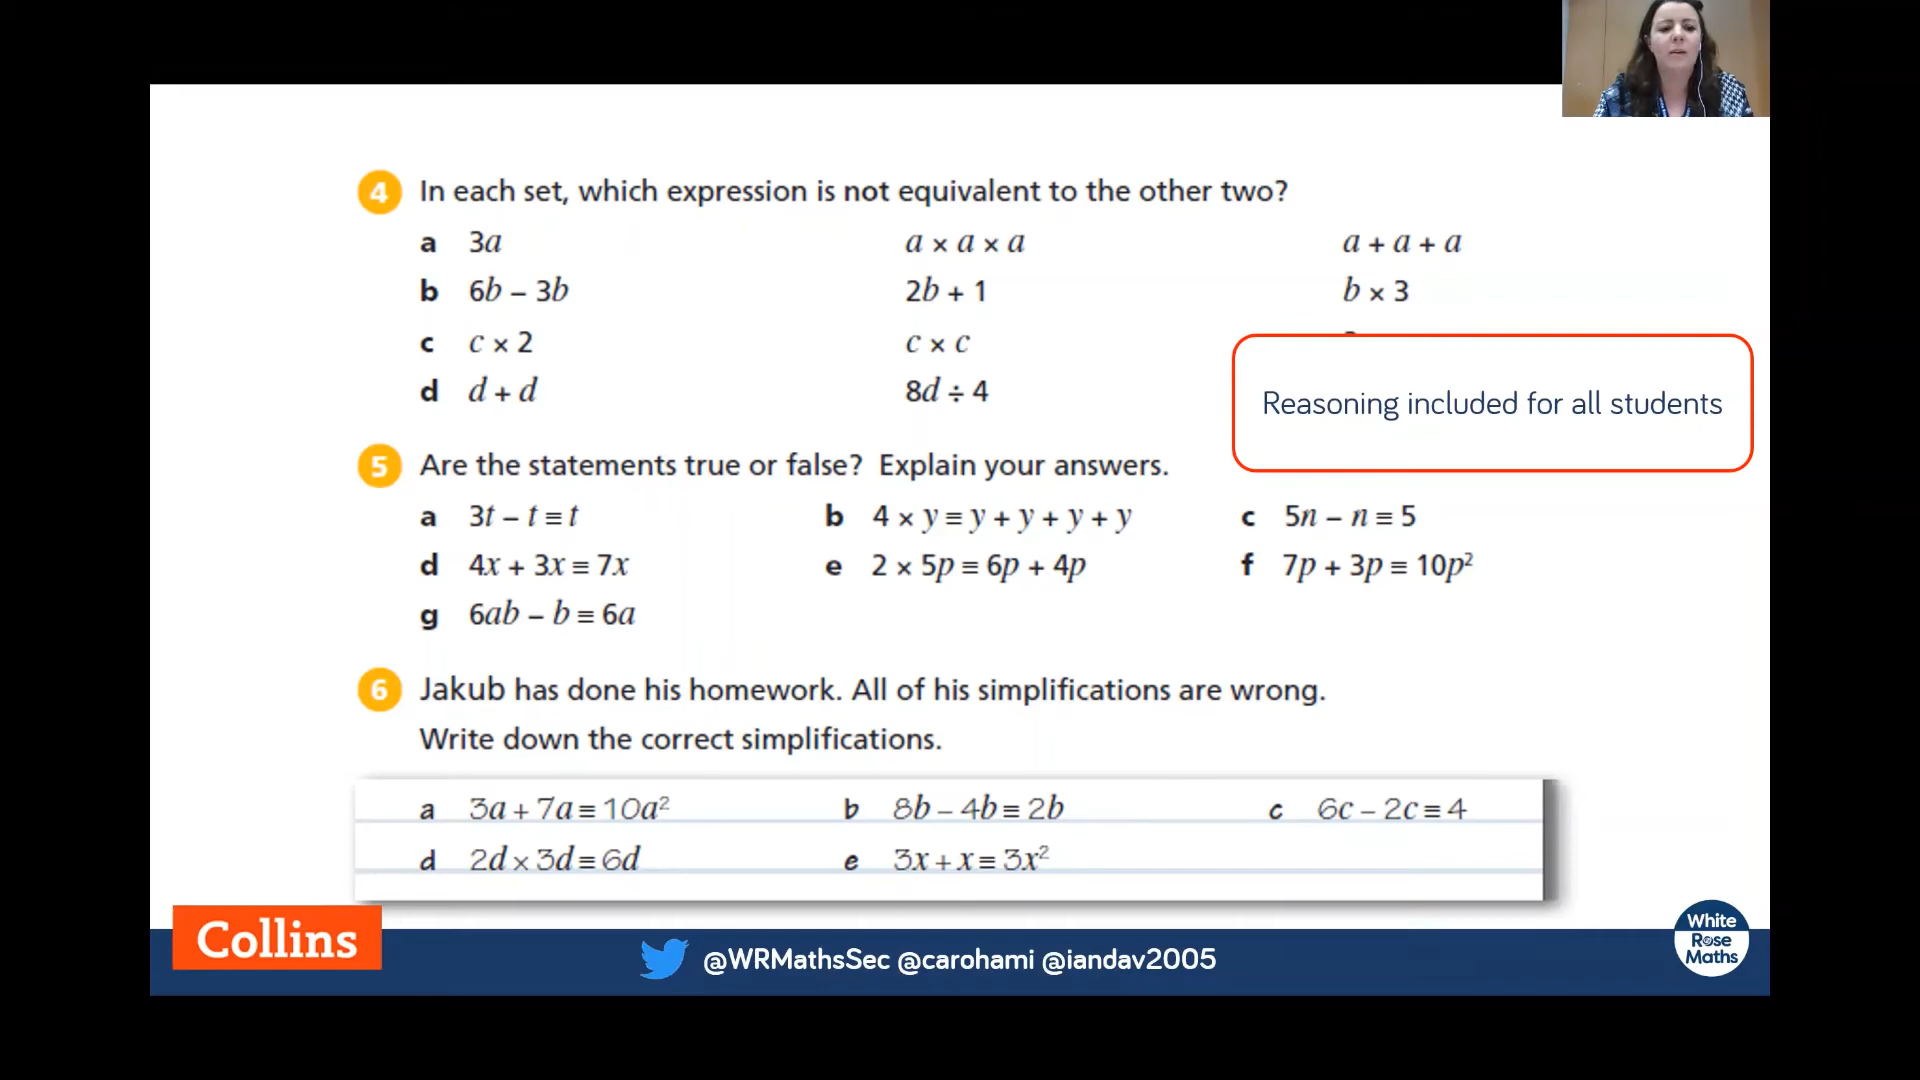 4 In each set, which expression is not equivalent to the other two?
a 3a a × a × a a + a + a
b 6b – 3b 2b + 1 b × 3
c c × 2 c × c
d d + d 8d ÷ 4
Reasoning included for all students
5 Are the statements true or false? Explain your answers.
a 3t – t ≡ t b 4 × y ≡ y + y + y + y c 5n – n ≡ 5
d 4x + 3x ≡ 7x e 2 × 5p ≡ 6p + 4p f 7p + 3p ≡ 10p²
g 6ab – b ≡ 6a
6 Jakub has done his homework. All of his simplifications are wrong.
Write down the correct simplifications.
a 3a + 7a ≡ 10a² b 8b – 4b ≡ 2b c 6c – 2c ≡ 4
d 2d × 3d ≡ 6d e 3x + x ≡ 3x²
Collins
@WRMathsSec @carohami @iandav2005
White
Rose
Maths